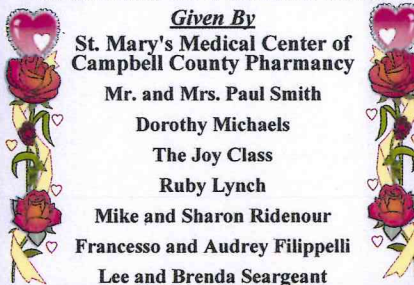 Given By
St. Mary's Medical Center of
Campbell County Pharmancy
Mr. and Mrs. Paul Smith
Dorothy Michaels
The Joy Class
Ruby Lynch
Mike and Sharon Ridenour
Francesso and Audrey Filippelli
Lee and Brenda Seargeant